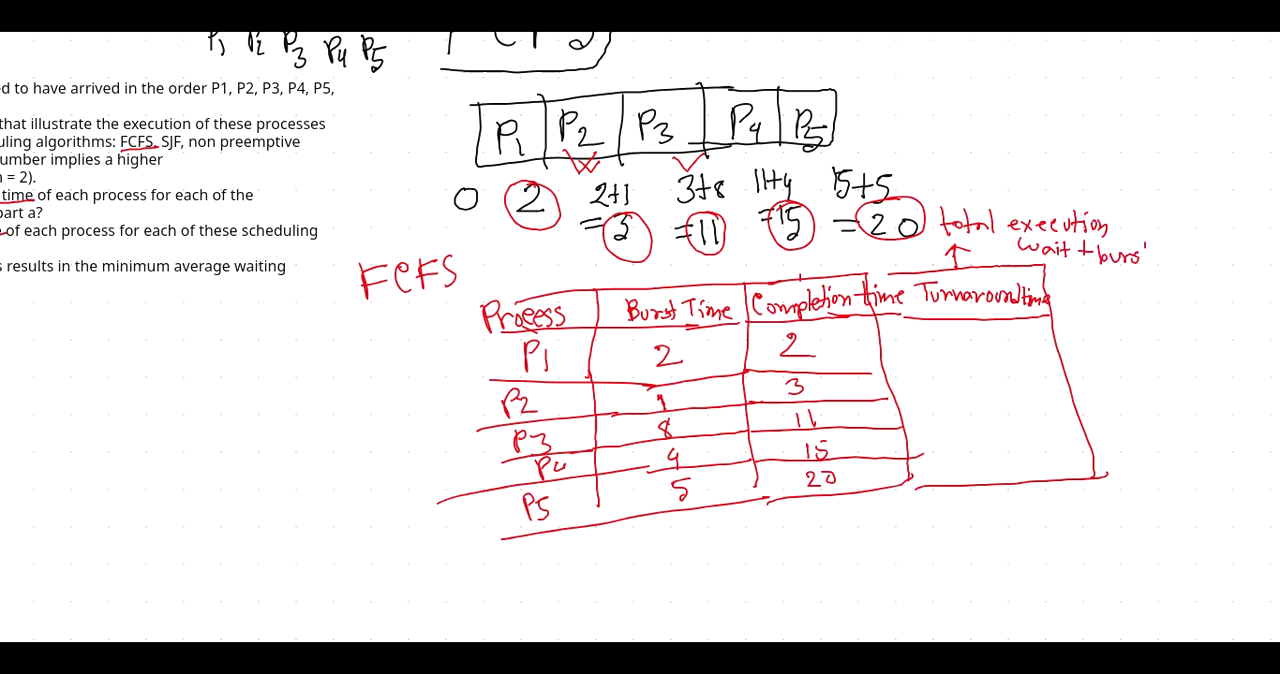 P1 P2 P3 P4 P5
d to have arrived in the order P1, P2, P3, P4, P5,
that illustrate the execution of these processes
uling algorithms: FCFS, SJF, non preemptive
umber implies a higher
n = 2).
time of each process for each of the
part a?
of each process for each of these scheduling
s results in the minimum average waiting
P1 P2 P3 P4 P5
0 2 2+1 3+8 11+4 15+5
=3 =11 =15 =20
total execution
wait + burs
FCFS
Process Burst Time Completion time Turnaround time
P1 2 2
P2 1 3
P3 8 11
P4 4 15
P5 5 20